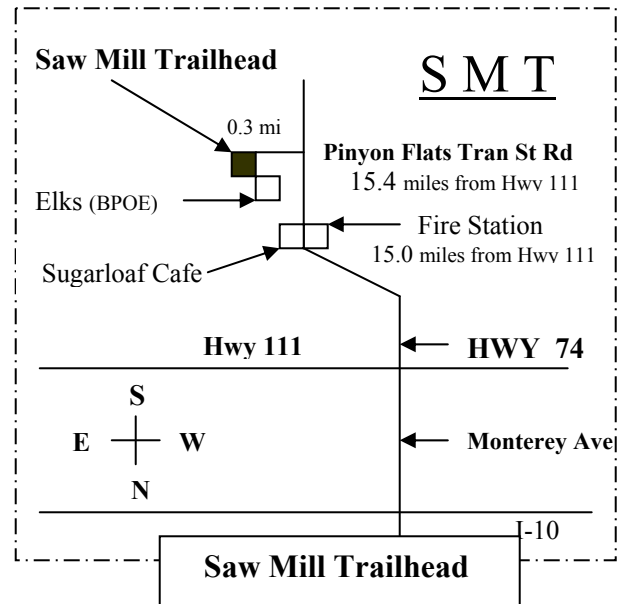 Saw Mill Trailhead
S M T
0.3 mi
Pinyon Flats Tran St Rd
15.4 miles from Hwy 111
Elks (BPOE)
Fire Station
15.0 miles from Hwy 111
Sugarloaf Cafe
Hwy 111
HWY 74
S
E W
N
Monterey Ave
I-10
Saw Mill Trailhead